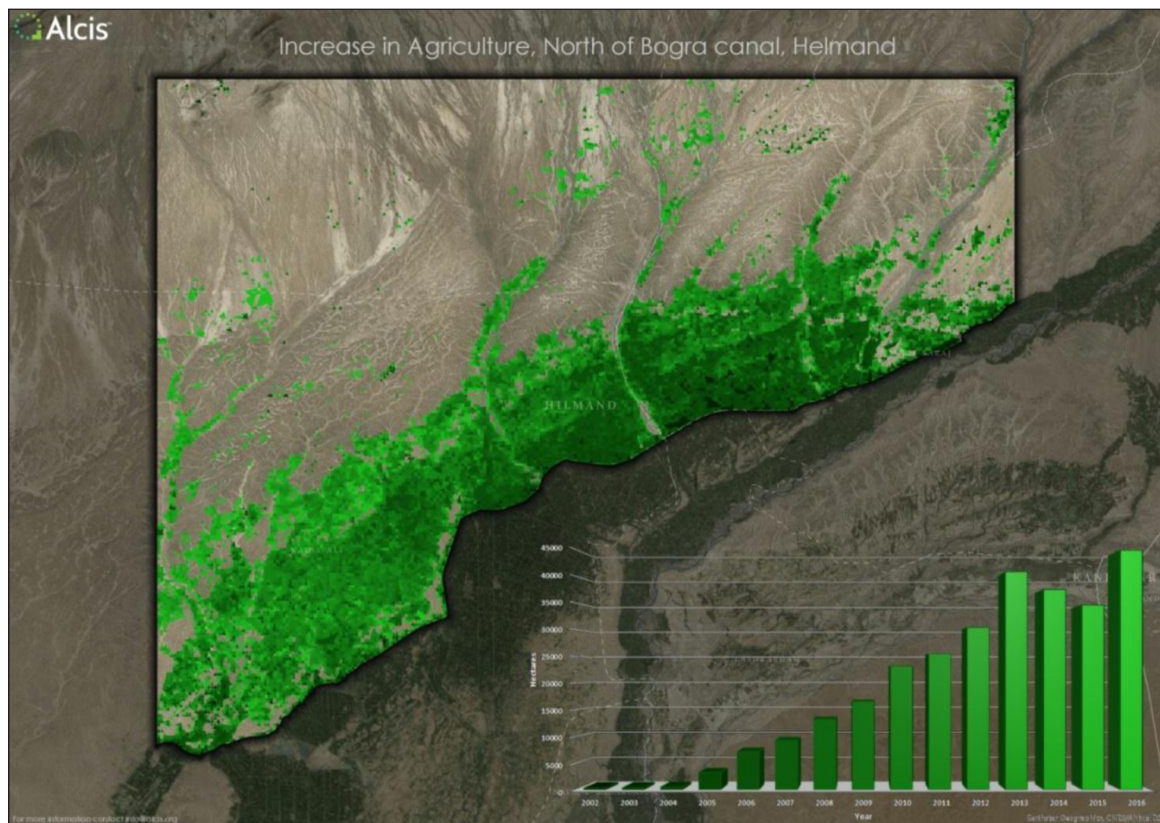 Alcis
Increase in Agriculture, North of Bogra canal, Helmand
HILMAND
45000
40000
35000
30000
25000
20000
15000
10000
5000
0
Hectares
2002 2003 2004 2005 2006 2007 2008 2009 2010 2011 2012 2013 2014 2015 2016
Year
For more information contact info@alcis.org